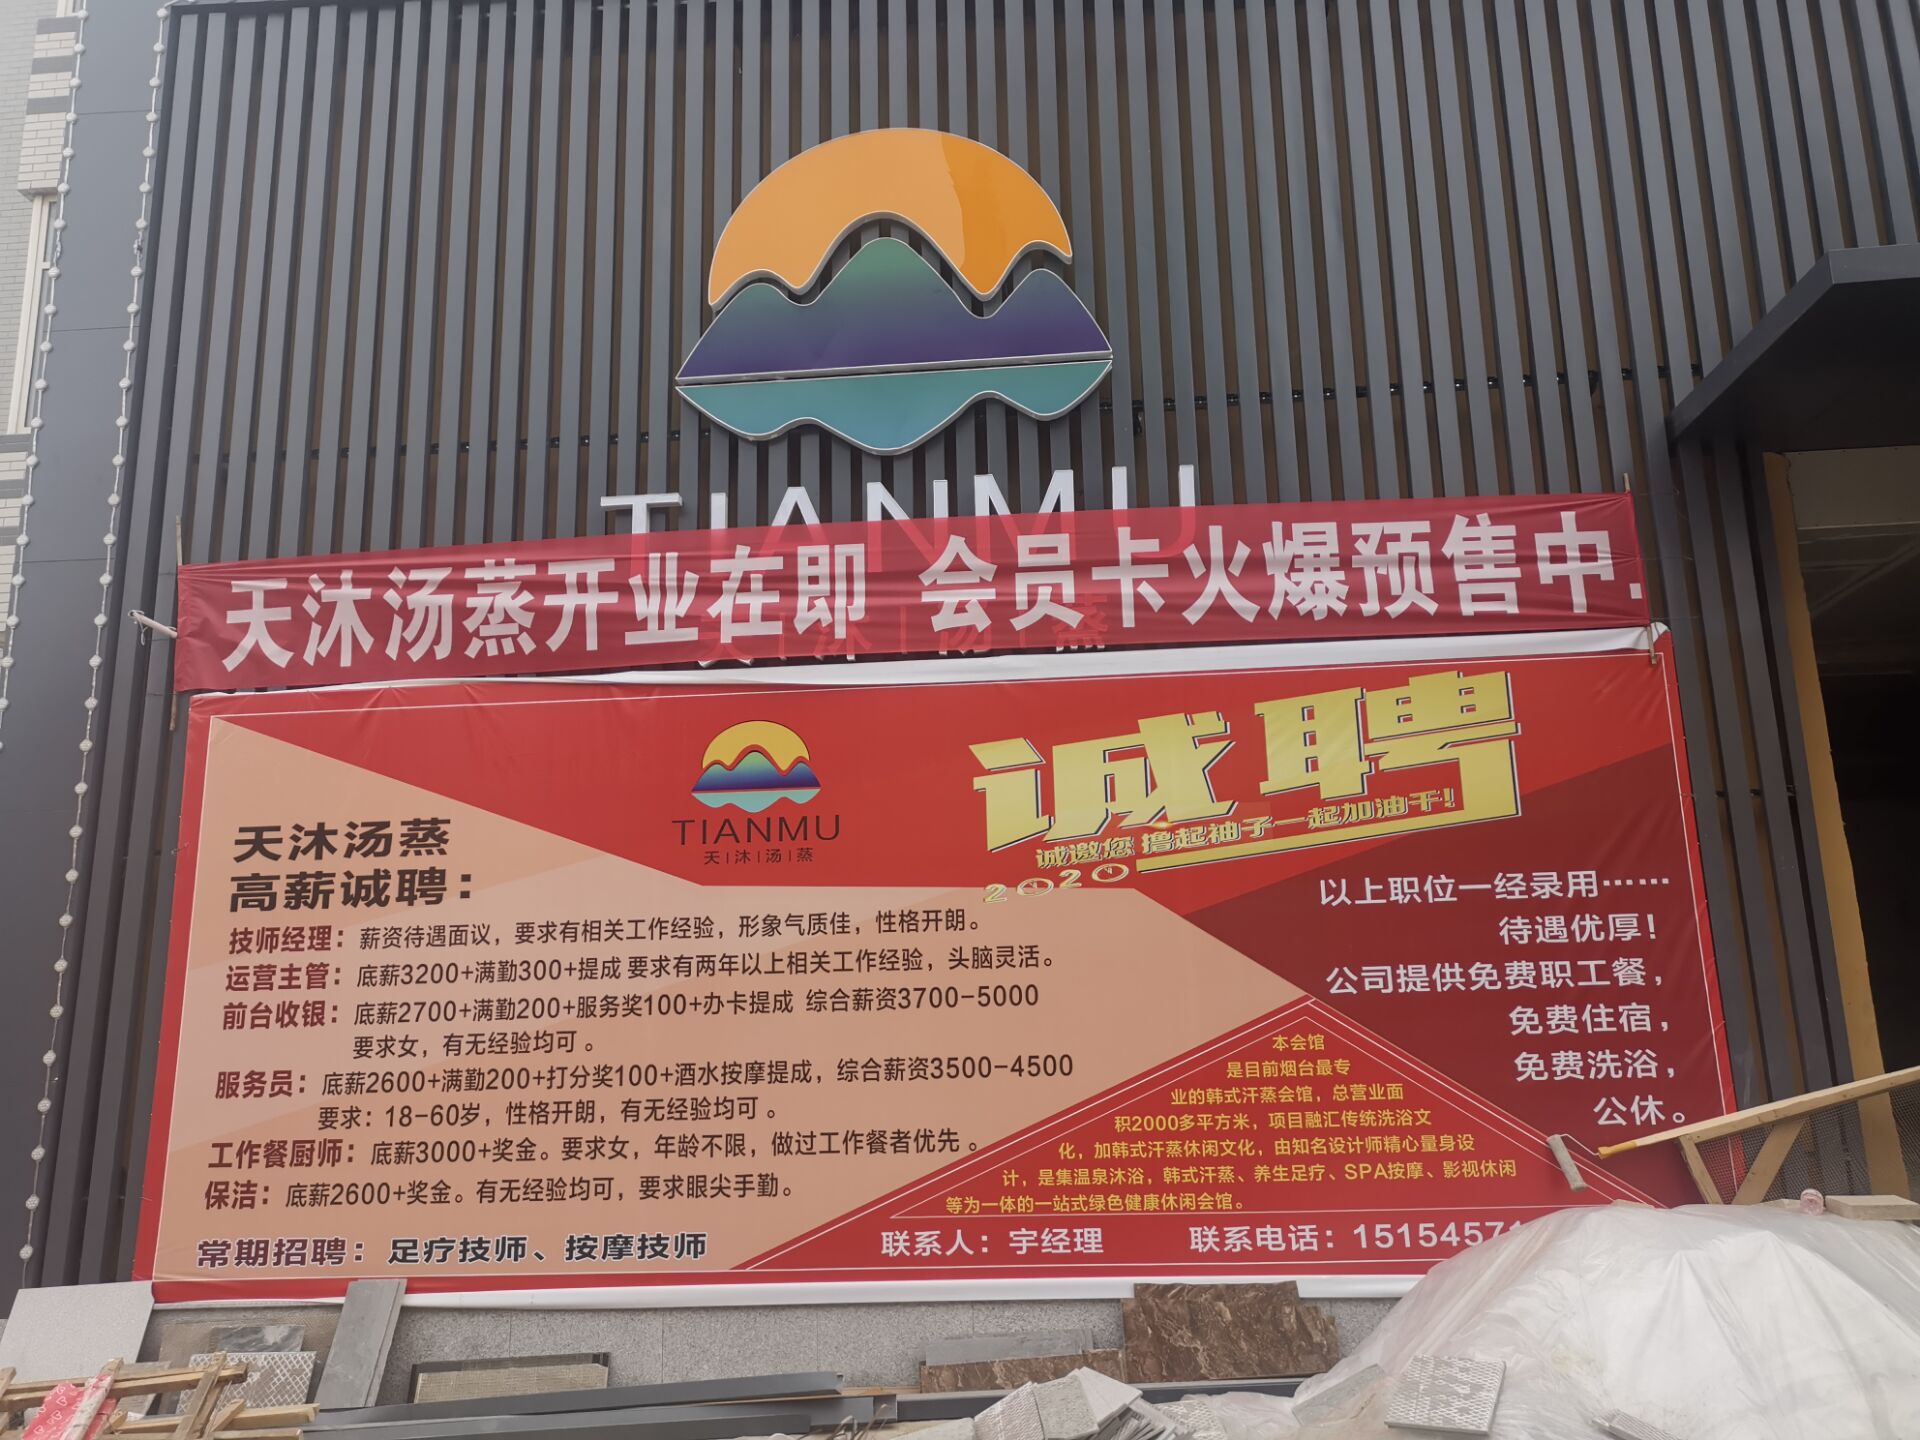 TIANMU
天沐汤蒸开业在即 会员卡火爆预售中.
天|沐|汤|蒸
TIANMU
天|沐|汤|蒸
诚聘
诚邀您撸起袖子一起加油干!
2020
天沐汤蒸
高薪诚聘：
技师经理：薪资待遇面议，要求有相关工作经验，形象气质佳，性格开朗。
运营主管：底薪3200+满勤300+提成 要求有两年以上相关工作经验，头脑灵活。
前台收银：底薪2700+满勤200+服务奖100+办卡提成 综合薪资3700-5000
要求女，有无经验均可 。
服务员：底薪2600+满勤200+打分奖100+酒水按摩提成，综合薪资3500-4500
要求：18-60岁，性格开朗，有无经验均可 。
工作餐厨师：底薪3000+奖金。要求女，年龄不限，做过工作餐者优先 。
保洁：底薪2600+奖金。有无经验均可，要求眼尖手勤。
常期招聘：足疗技师、按摩技师
以上职位一经录用……
待遇优厚！
公司提供免费职工餐，
免费住宿，
免费洗浴，
公休。
本会馆
是目前烟台最专
业的韩式汗蒸会馆，总营业面
积2000多平方米，项目融汇传统洗浴文
化，加韩式汗蒸休闲文化，由知名设计师精心量身设
计，是集温泉沐浴，韩式汗蒸、养生足疗、SPA按摩、影视休闲
等为一体的一站式绿色健康休闲会馆。
联系人：宇经理 联系电话：15154571